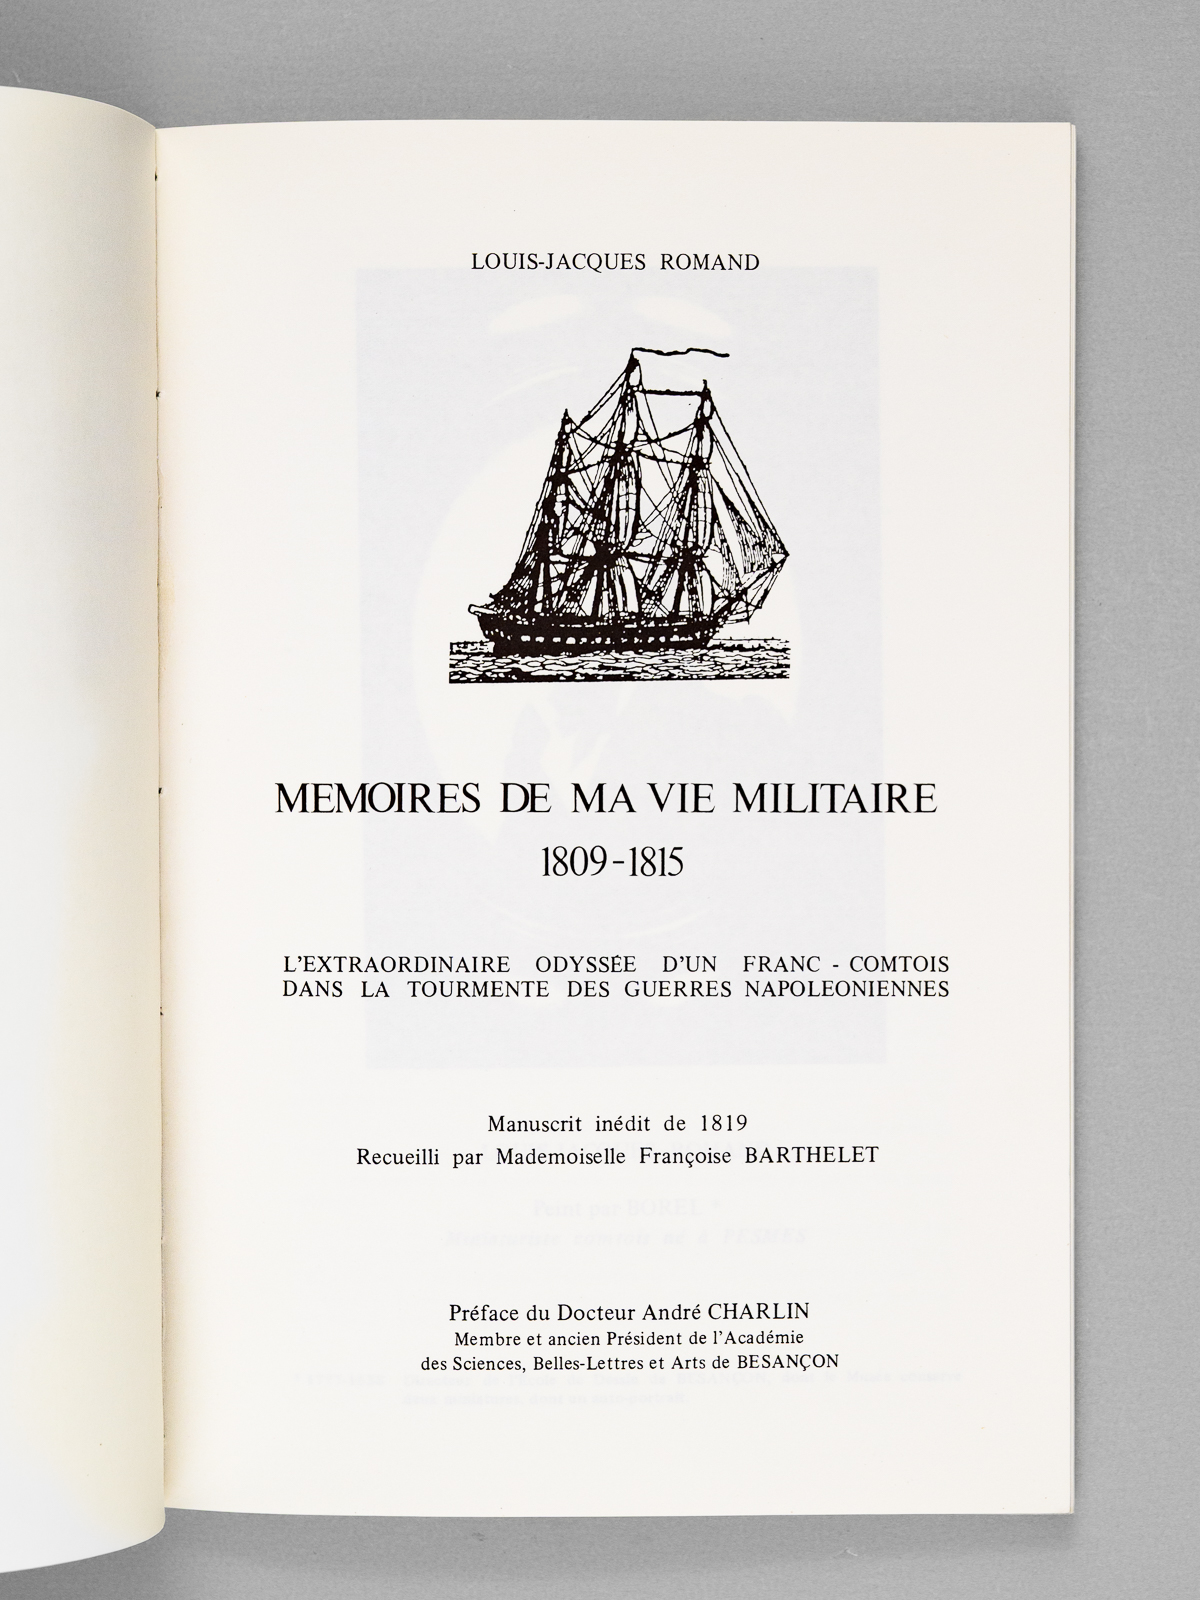 LOUIS-JACQUES ROMAND
MEMOIRES DE MA VIE MILITAIRE
1809-1815
L'EXTRAORDINAIRE ODYSSÉE D'UN FRANC - COMTOIS
DANS LA TOURMENTE DES GUERRES NAPOLEONIENNES
Manuscrit inédit de 1819
Recueilli par Mademoiselle Françoise BARTHELET
Préface du Docteur André CHARLIN
Membre et ancien Président de l'Académie
des Sciences, Belles-Lettres et Arts de BESANÇON